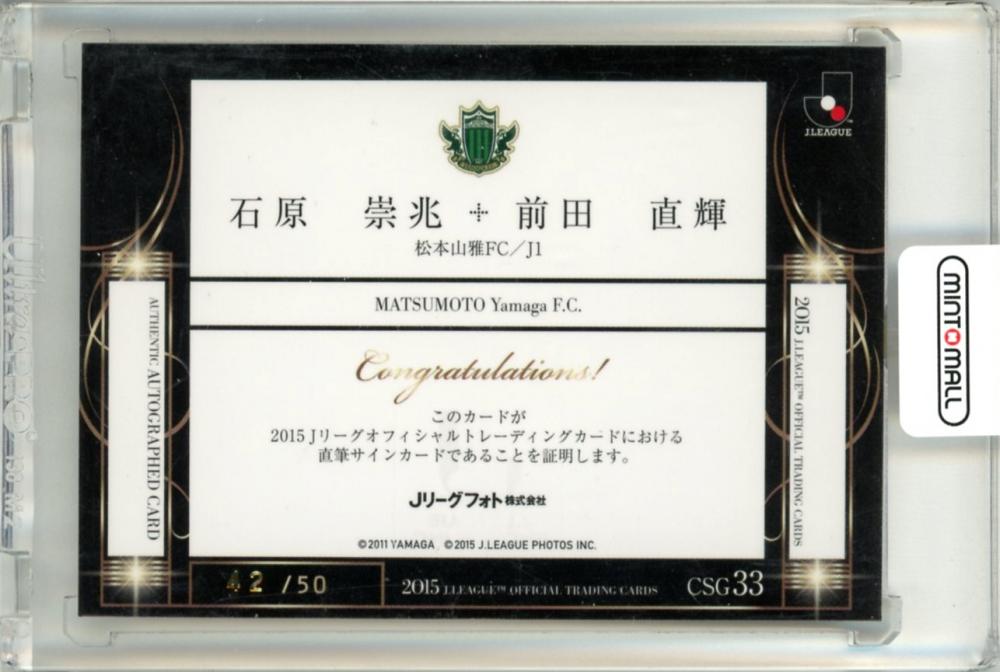 J.LEAGUE
石原 崇兆 + 前田 直輝
松本山雅FC/J1
MATSUMOTO Yamaga F.C.
Congratulations!
このカードが
2015 Jリーグオフィシャルトレーディングカードにおける
直筆サインカードであることを証明します。
Jリーグフォト株式会社
©2011 YAMAGA ©2015 J.LEAGUE PHOTOS INC.
42 /50
2015 J.LEAGUE™ OFFICIAL TRADING CARDS
CSG33
AUTHENTIC AUTOGRAPHED CARD
2015 J.LEAGUE™ OFFICIAL TRADING CARDS
MINT MALL